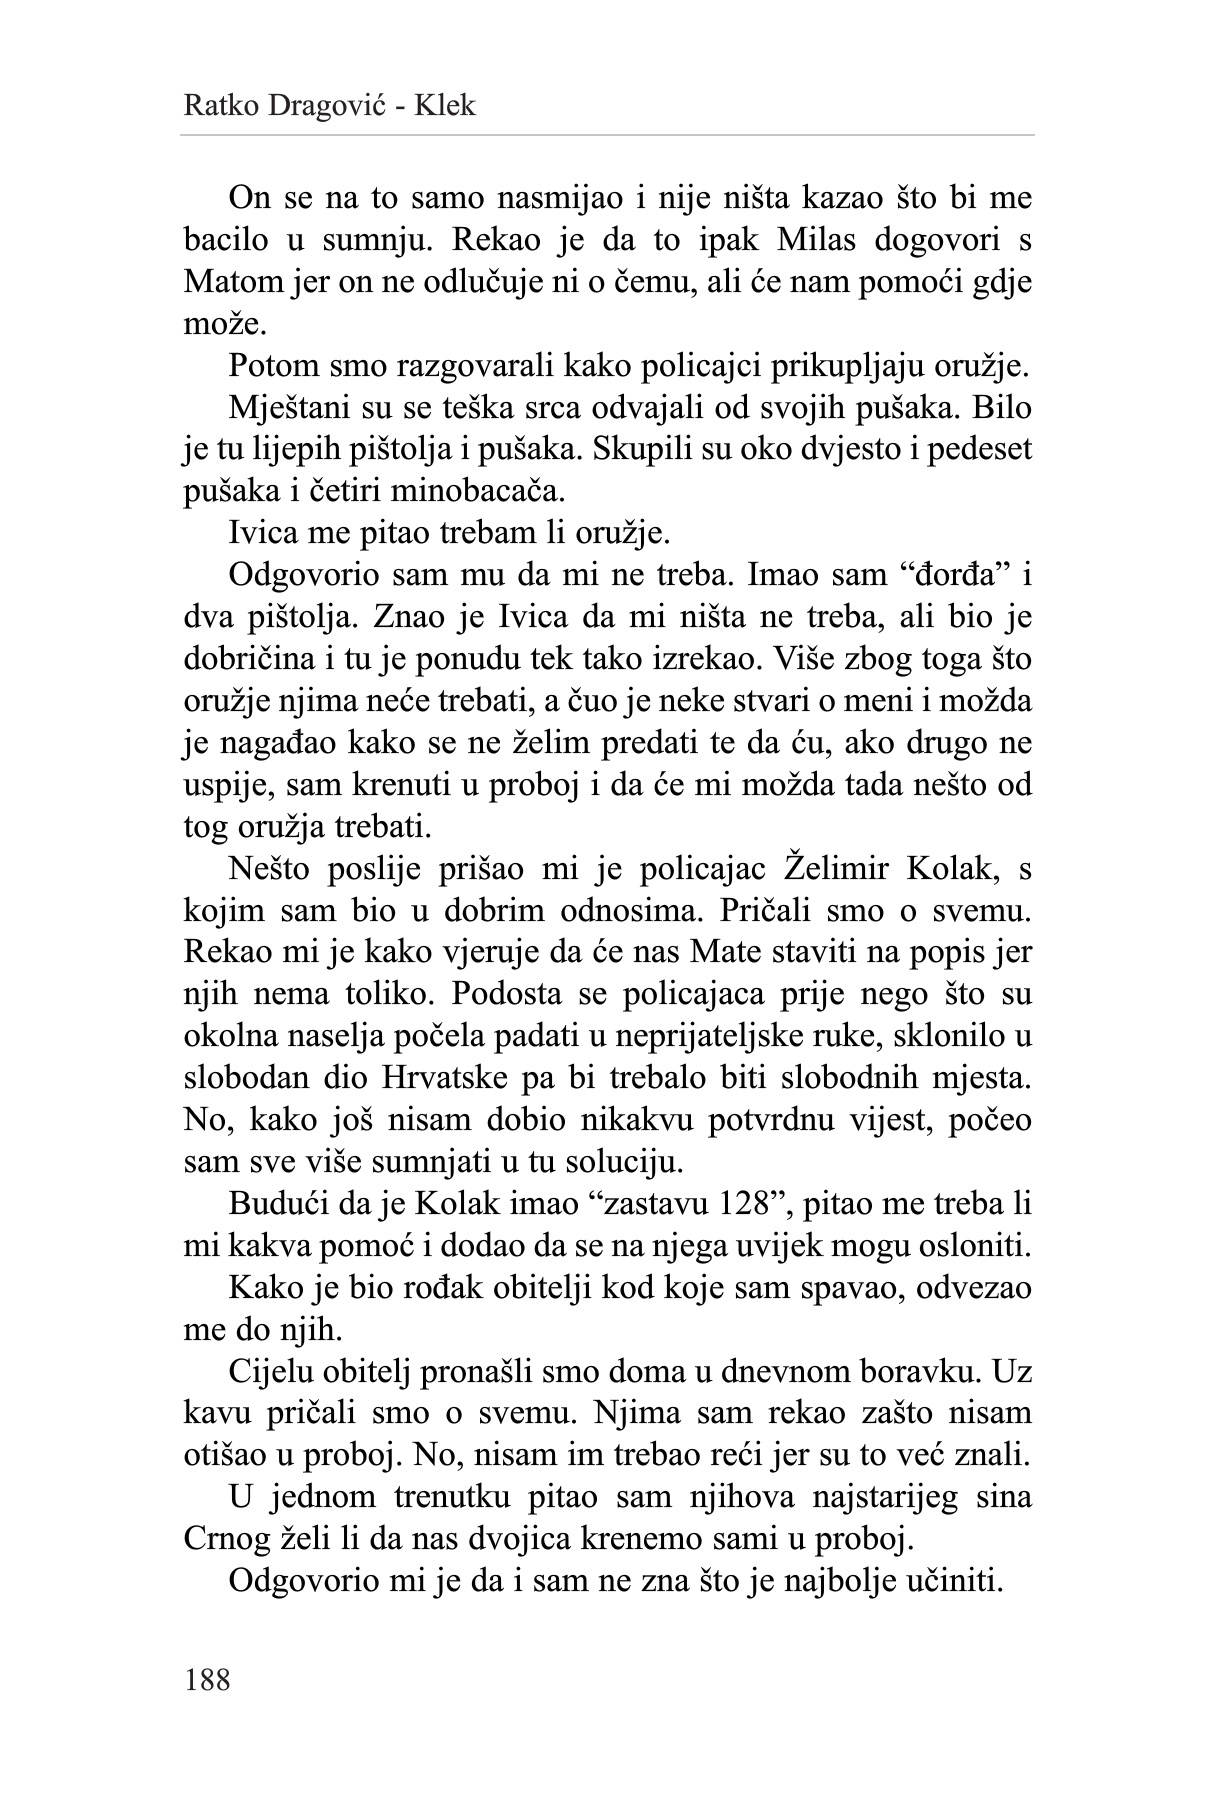 Ratko Dragović - Klek
On se na to samo nasmijao i nije ništa kazao što bi me
bacilo u sumnju. Rekao je da to ipak Milas dogovori s
Matom jer on ne odlučuje ni o čemu, ali će nam pomoći gdje
može.
Potom smo razgovarali kako policajci prikupljaju oružje.
Mještani su se teška srca odvajali od svojih pušaka. Bilo
je tu lijepih pištolja i pušaka. Skupili su oko dvjesto i pedeset
pušaka i četiri minobacača.
Ivica me pitao trebam li oružje.
Odgovorio sam mu da mi ne treba. Imao sam “đorđa” i
dva pištolja. Znao je Ivica da mi ništa ne treba, ali bio je
dobričina i tu je ponudu tek tako izrekao. Više zbog toga što
oružje njima neće trebati, a čuo je neke stvari o meni i možda
je nagađao kako se ne želim predati te da ću, ako drugo ne
uspije, sam krenuti u proboj i da će mi možda tada nešto od
tog oružja trebati.
Nešto poslije prišao mi je policajac Želimir Kolak, s
kojim sam bio u dobrim odnosima. Pričali smo o svemu.
Rekao mi je kako vjeruje da će nas Mate staviti na popis jer
njih nema toliko. Podosta se policajaca prije nego što su
okolna naselja počela padati u neprijateljske ruke, sklonilo u
slobodan dio Hrvatske pa bi trebalo biti slobodnih mjesta.
No, kako još nisam dobio nikakvu potvrdnu vijest, počeo
sam sve više sumnjati u tu soluciju.
Budući da je Kolak imao “zastavu 128”, pitao me treba li
mi kakva pomoć i dodao da se na njega uvijek mogu osloniti.
Kako je bio rođak obitelji kod koje sam spavao, odvezao
me do njih.
Cijelu obitelj pronašli smo doma u dnevnom boravku. Uz
kavu pričali smo o svemu. Njima sam rekao zašto nisam
otišao u proboj. No, nisam im trebao reći jer su to već znali.
U jednom trenutku pitao sam njihova najstarijeg sina
Crnog želi li da nas dvojica krenemo sami u proboj.
Odgovorio mi je da i sam ne zna što je najbolje učiniti.
188